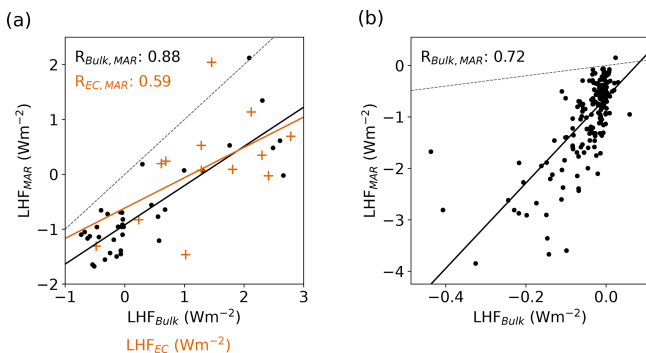 (a)
R_{Bulk, MAR}: 0.88
R_{EC, MAR}: 0.59
2
1
0
−1
−2
LHF_{MAR} (Wm^{−2})
−1 0 1 2 3
LHF_{Bulk} (Wm^{−2})
LHF_{EC} (Wm^{−2})
(b)
R_{Bulk, MAR}: 0.72
0
−1
−2
−3
−4
LHF_{MAR} (Wm^{−2})
−0.4 −0.2 0.0
LHF_{Bulk} (Wm^{−2})